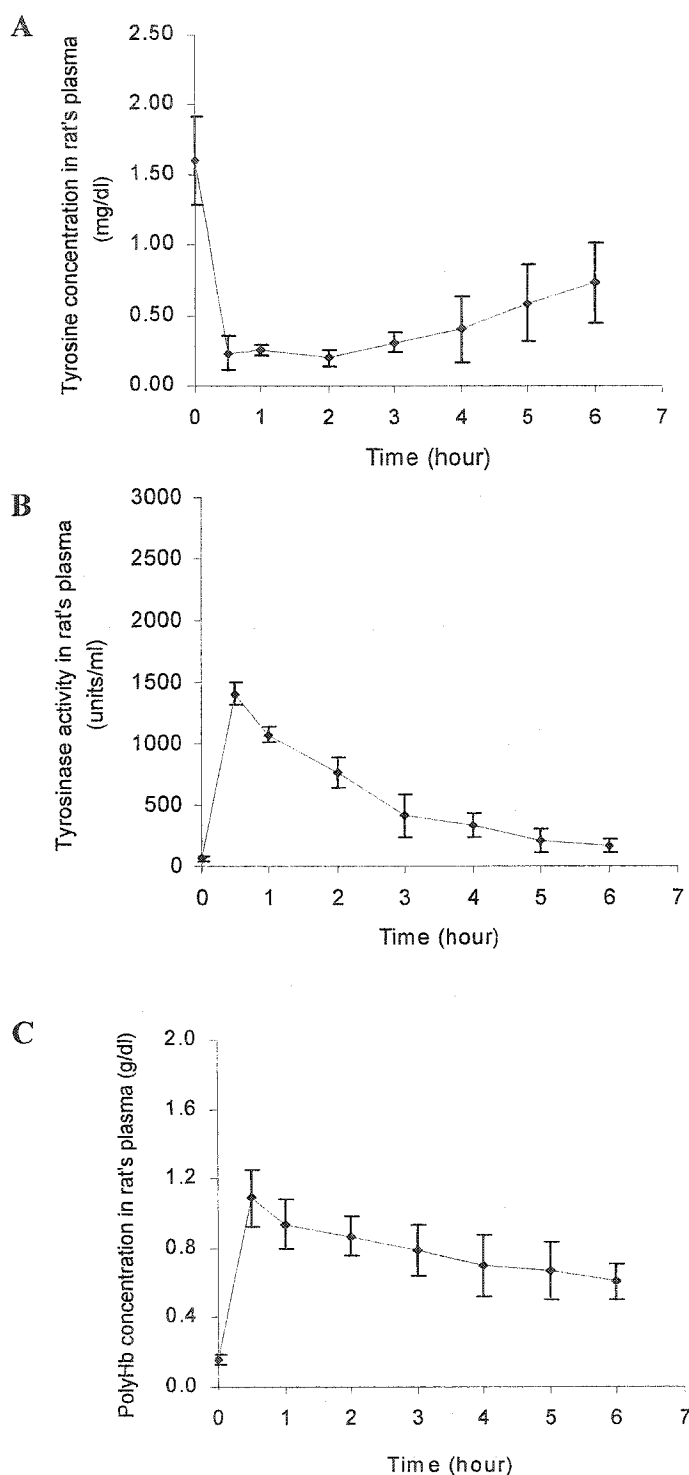 A
Tyrosine concentration in rat's plasma
(mg/dl)
2.50
2.00
1.50
1.00
0.50
0.00
0 1 2 3 4 5 6 7
Time (hour)
B
Tyrosinase activity in rat's plasma
(units/ml)
3000
2500
2000
1500
1000
500
0
0 1 2 3 4 5 6 7
Time (hour)
C
PolyHb concentration in rat's plasma (g/dl)
2.0
1.6
1.2
0.8
0.4
0.0
0 1 2 3 4 5 6 7
Time (hour)